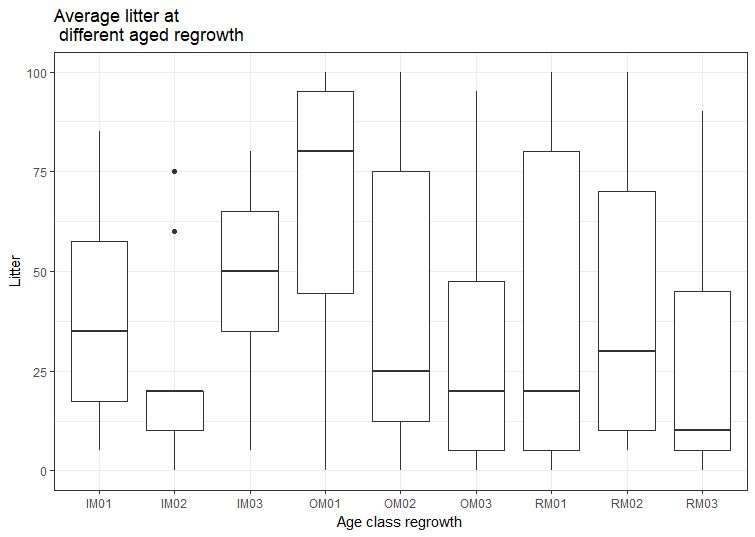 Average litter at
different aged regrowth
100
75
50
25
0
Litter
IM01 IM02 IM03 OM01 OM02 OM03 RM01 RM02 RM03
Age class regrowth